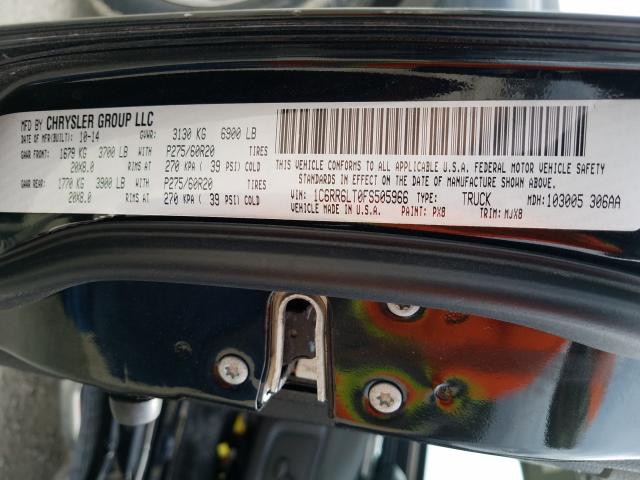 MFD BY CHRYSLER GROUP LLC
DATE OF MFR(BUILT): 10-14 GVWR: 3130 KG 6900 LB
GAWR FRONT: 1679 KG 3700 LB WITH P275/60R20 TIRES
20X8.0 RIMS AT 270 KPA ( 39 PSI) COLD
GAWR REAR: 1770 KG 3900 LB WITH P275/60R20 TIRES
20X8.0 RIMS AT 270 KPA ( 39 PSI) COLD
THIS VEHICLE CONFORMS TO ALL APPLICABLE U.S.A. FEDERAL MOTOR VEHICLE SAFETY
STANDARDS IN EFFECT ON THE DATE OF MANUFACTURE SHOWN ABOVE.
VIN: 1C6RR6LT0FS505966 TYPE: TRUCK MDH: 103005 306AA
VEHICLE MADE IN U.S.A. PAINT: PX8 TRIM: MJX8